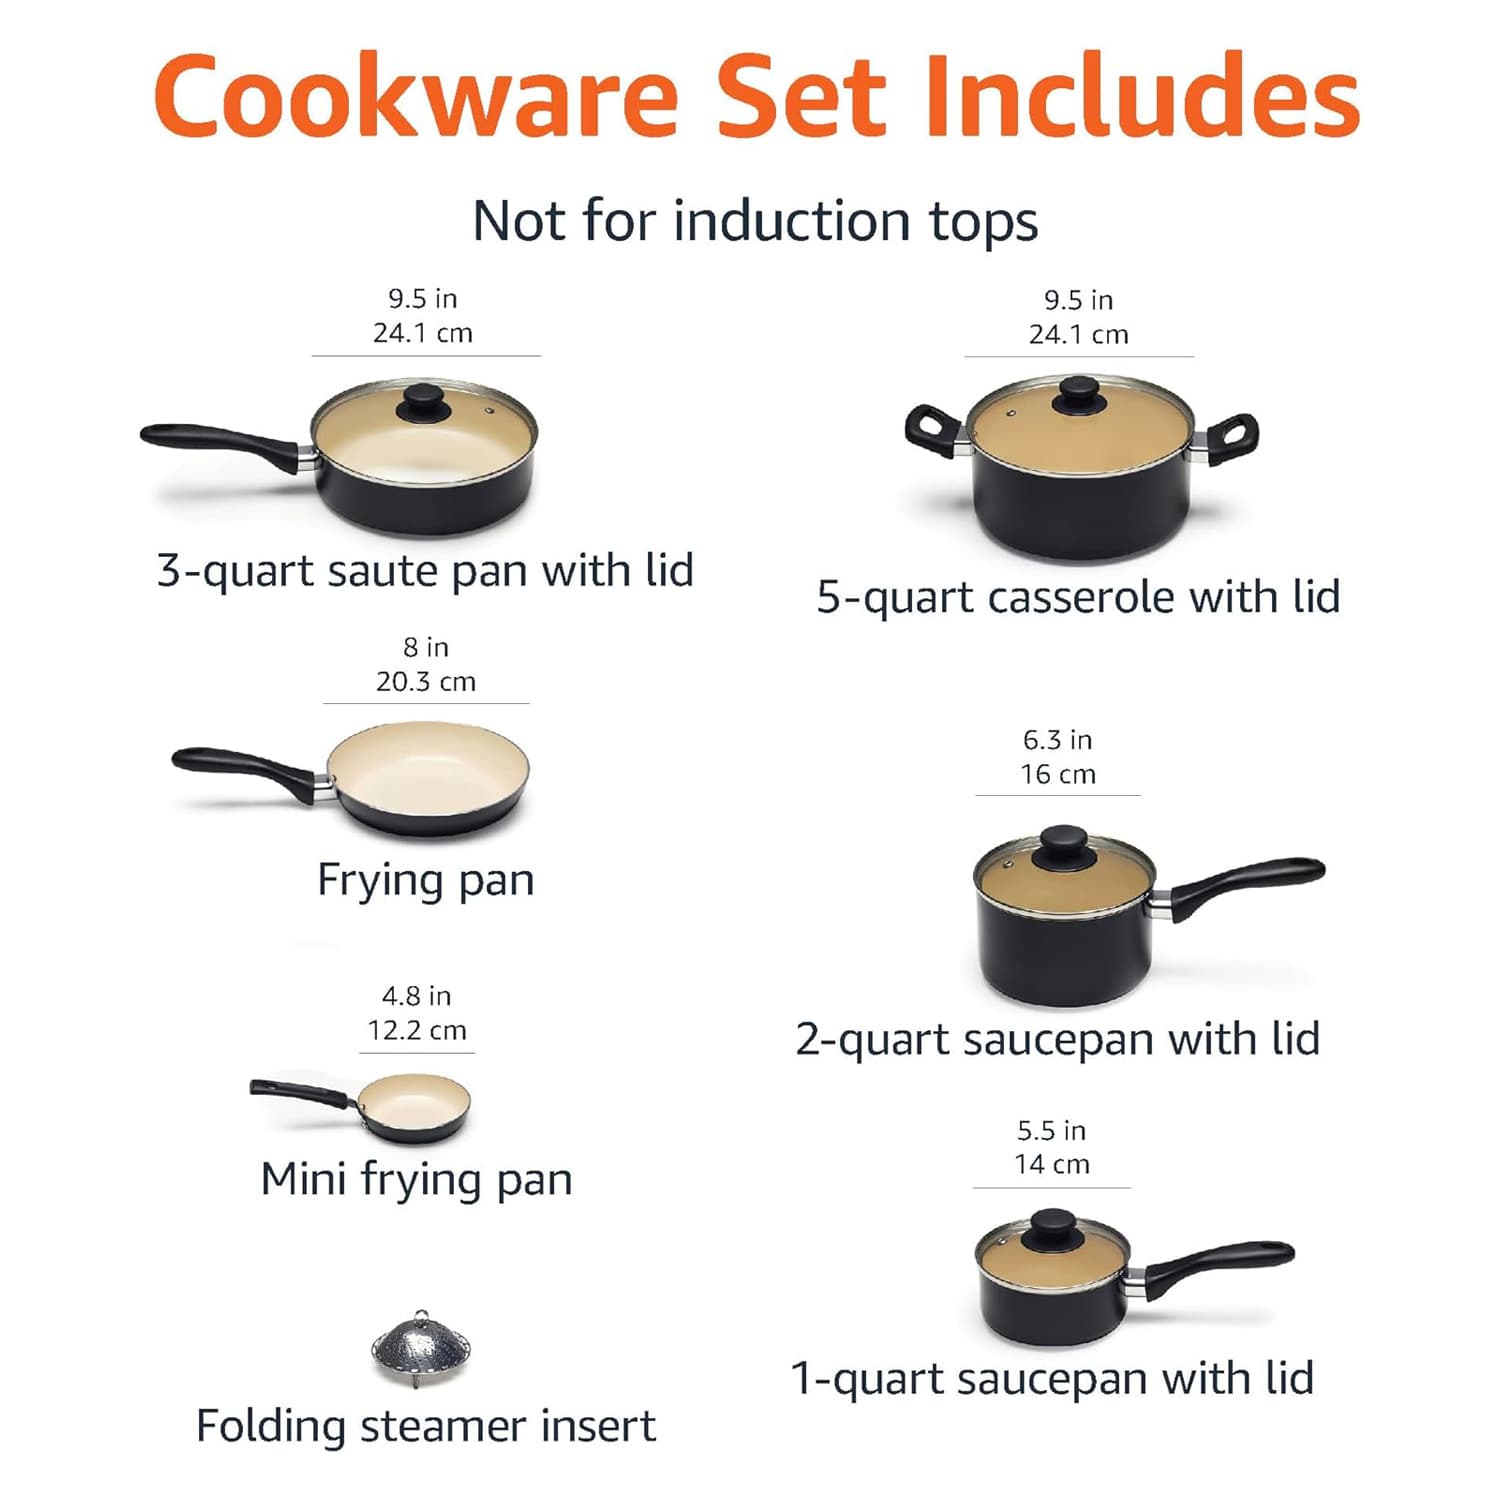 Cookware Set Includes
Not for induction tops
9.5 in
24.1 cm
3-quart saute pan with lid
9.5 in
24.1 cm
5-quart casserole with lid
8 in
20.3 cm
Frying pan
6.3 in
16 cm
2-quart saucepan with lid
4.8 in
12.2 cm
Mini frying pan
5.5 in
14 cm
1-quart saucepan with lid
Folding steamer insert